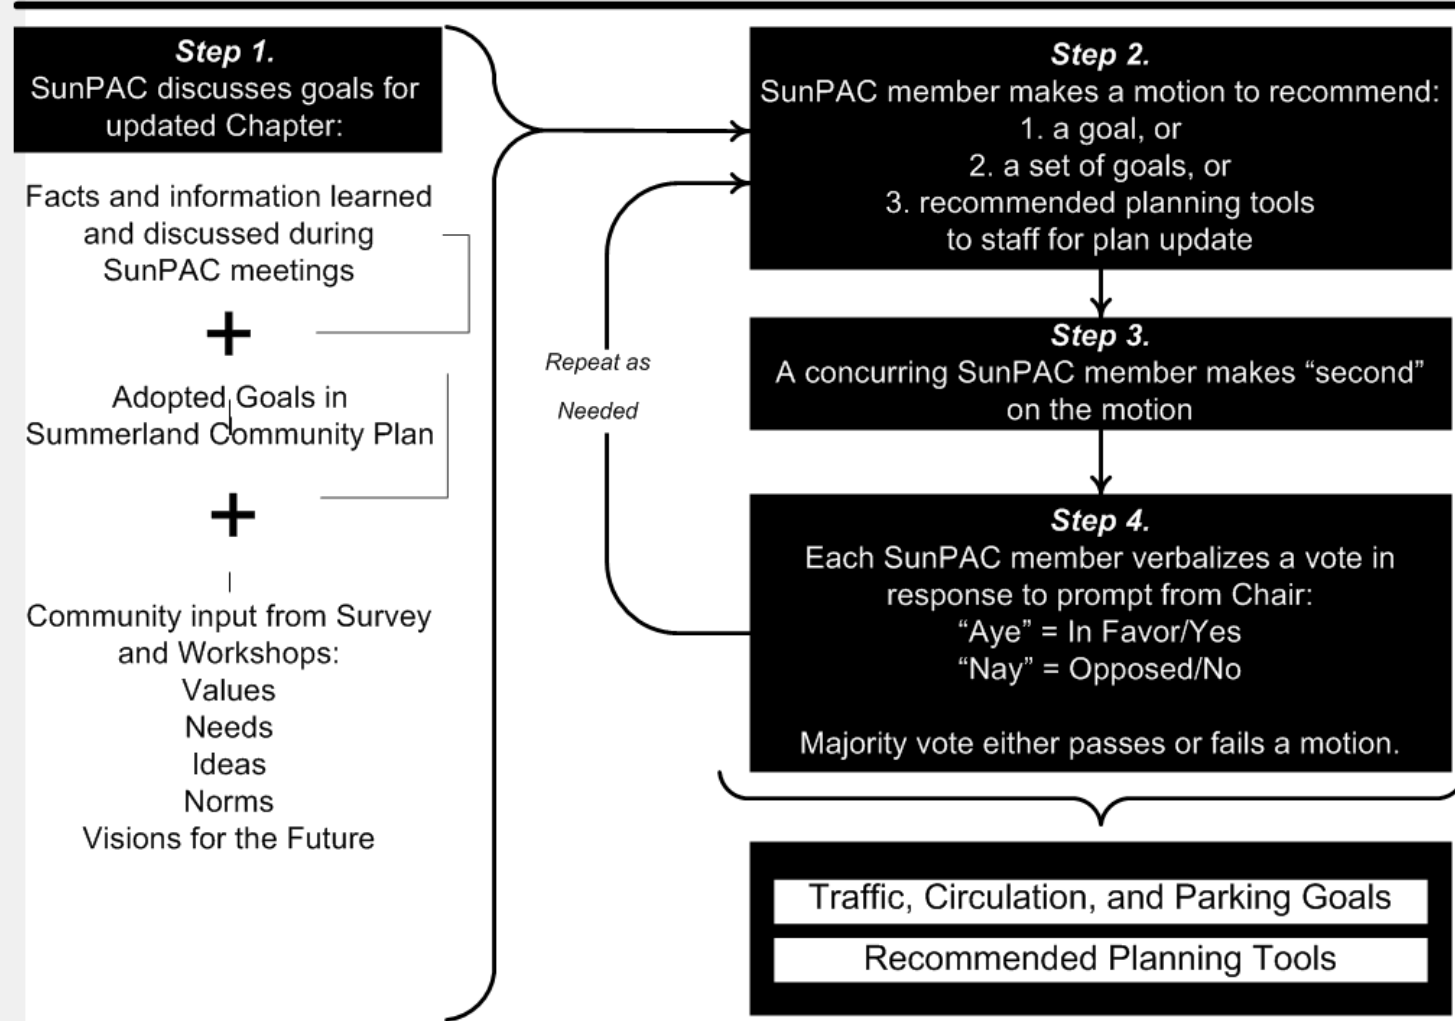 Step 1.
SunPAC discusses goals for
updated Chapter:
Facts and information learned
and discussed during
SunPAC meetings
+
Adopted Goals in
Summerland Community Plan
+
Community input from Survey
and Workshops:
Values
Needs
Ideas
Norms
Visions for the Future
Repeat as
Needed
Step 2.
SunPAC member makes a motion to recommend:
1. a goal, or
2. a set of goals, or
3. recommended planning tools
to staff for plan update
Step 3.
A concurring SunPAC member makes “second”
on the motion
Step 4.
Each SunPAC member verbalizes a vote in
response to prompt from Chair:
“Aye” = In Favor/Yes
“Nay” = Opposed/No
Majority vote either passes or fails a motion.
Traffic, Circulation, and Parking Goals
Recommended Planning Tools